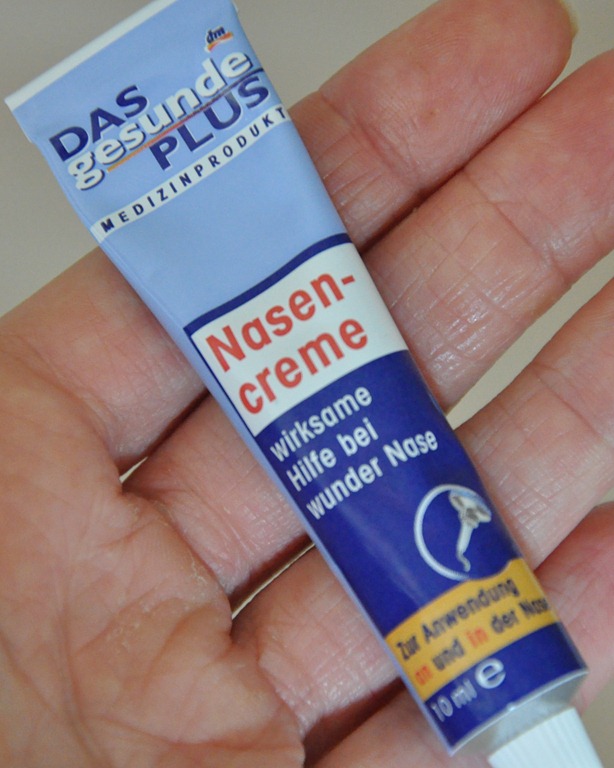 dm
DAS
gesunde
PLUS
MEDIZINPRODUKT
Nasen-
creme
wirksame
Hilfe bei
wunder Nase
Zur Anwendung
an und in der Nase
10 ml e